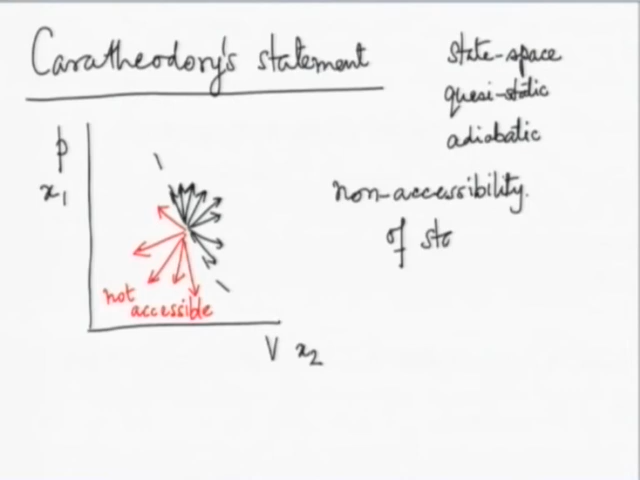 Caratheodory's statement
state-space
quasi-static
adiabatic
p
x1
non-accessibility.
of sta
not
accessible
V x2